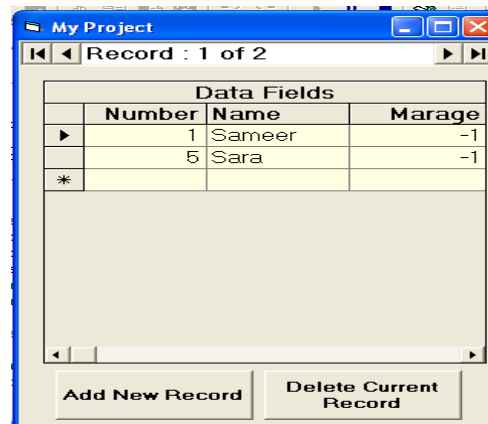 My Project
Record : 1 of 2
Data Fields
Number Name Marage
1 Sameer -1
5 Sara -1
*
Add New Record
Delete Current
Record